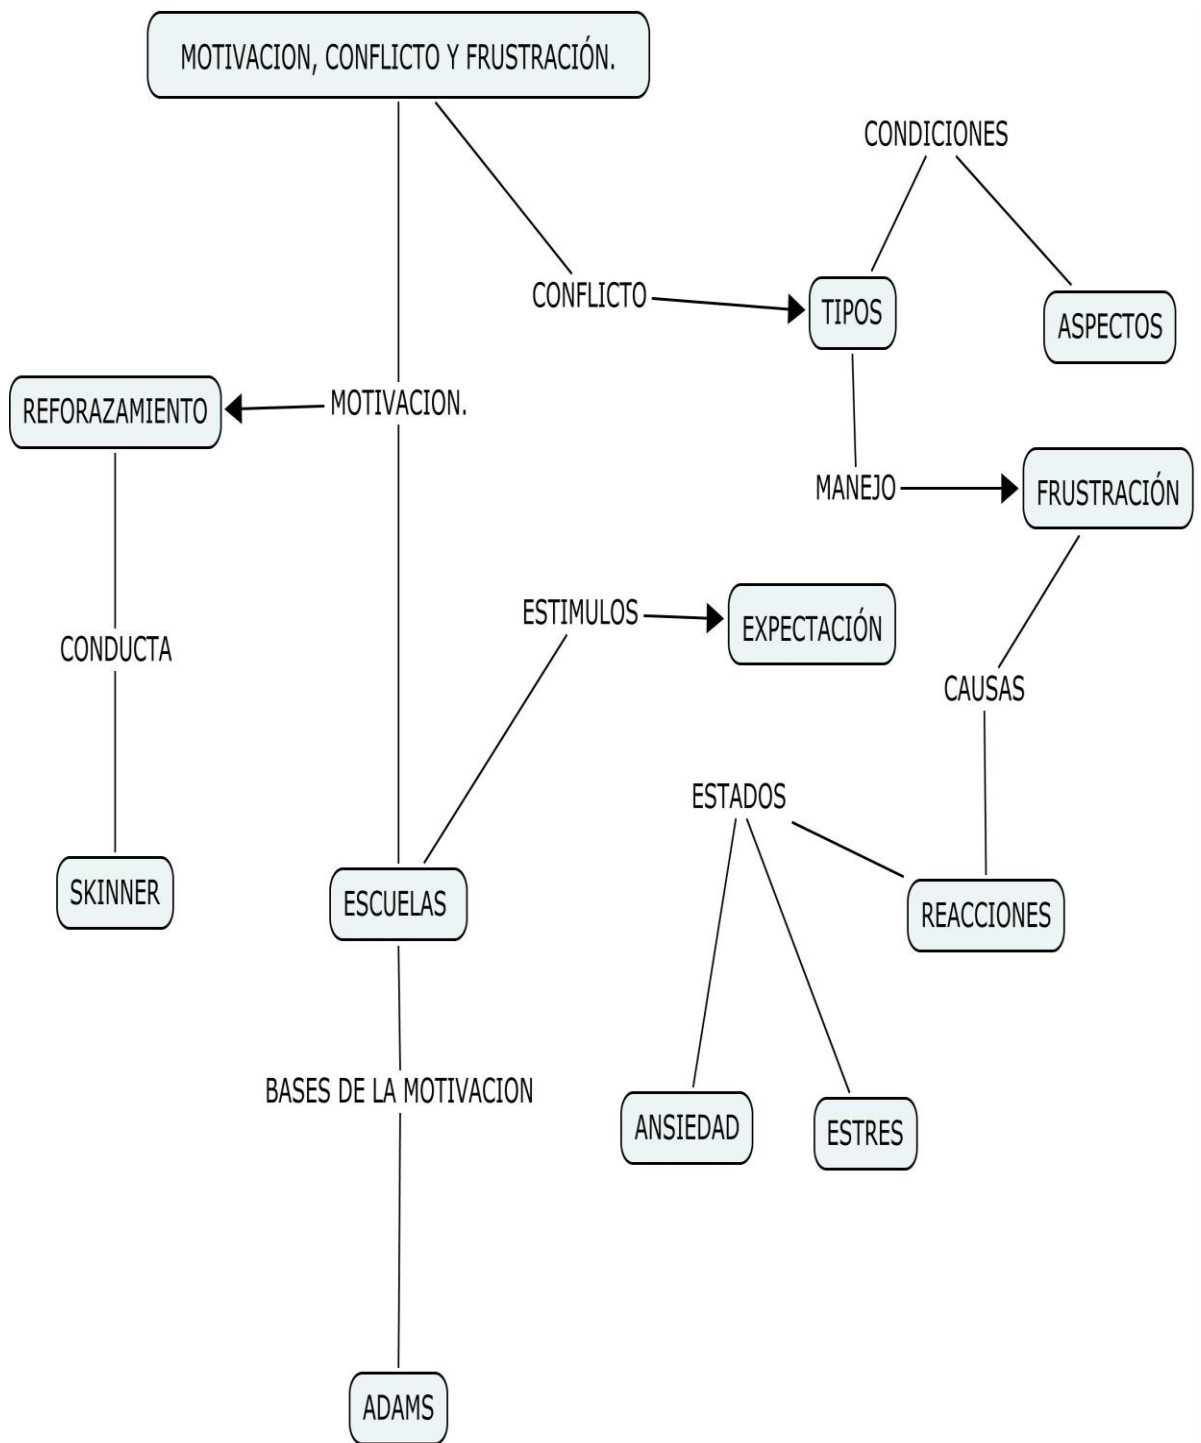 MOTIVACION, CONFLICTO Y FRUSTRACIÓN.
CONDICIONES
CONFLICTO
TIPOS
ASPECTOS
REFORAZAMIENTO
MOTIVACION.
MANEJO
FRUSTRACIÓN
ESTIMULOS
EXPECTACIÓN
CONDUCTA
CAUSAS
ESTADOS
SKINNER
ESCUELAS
REACCIONES
BASES DE LA MOTIVACION
ANSIEDAD
ESTRES
ADAMS